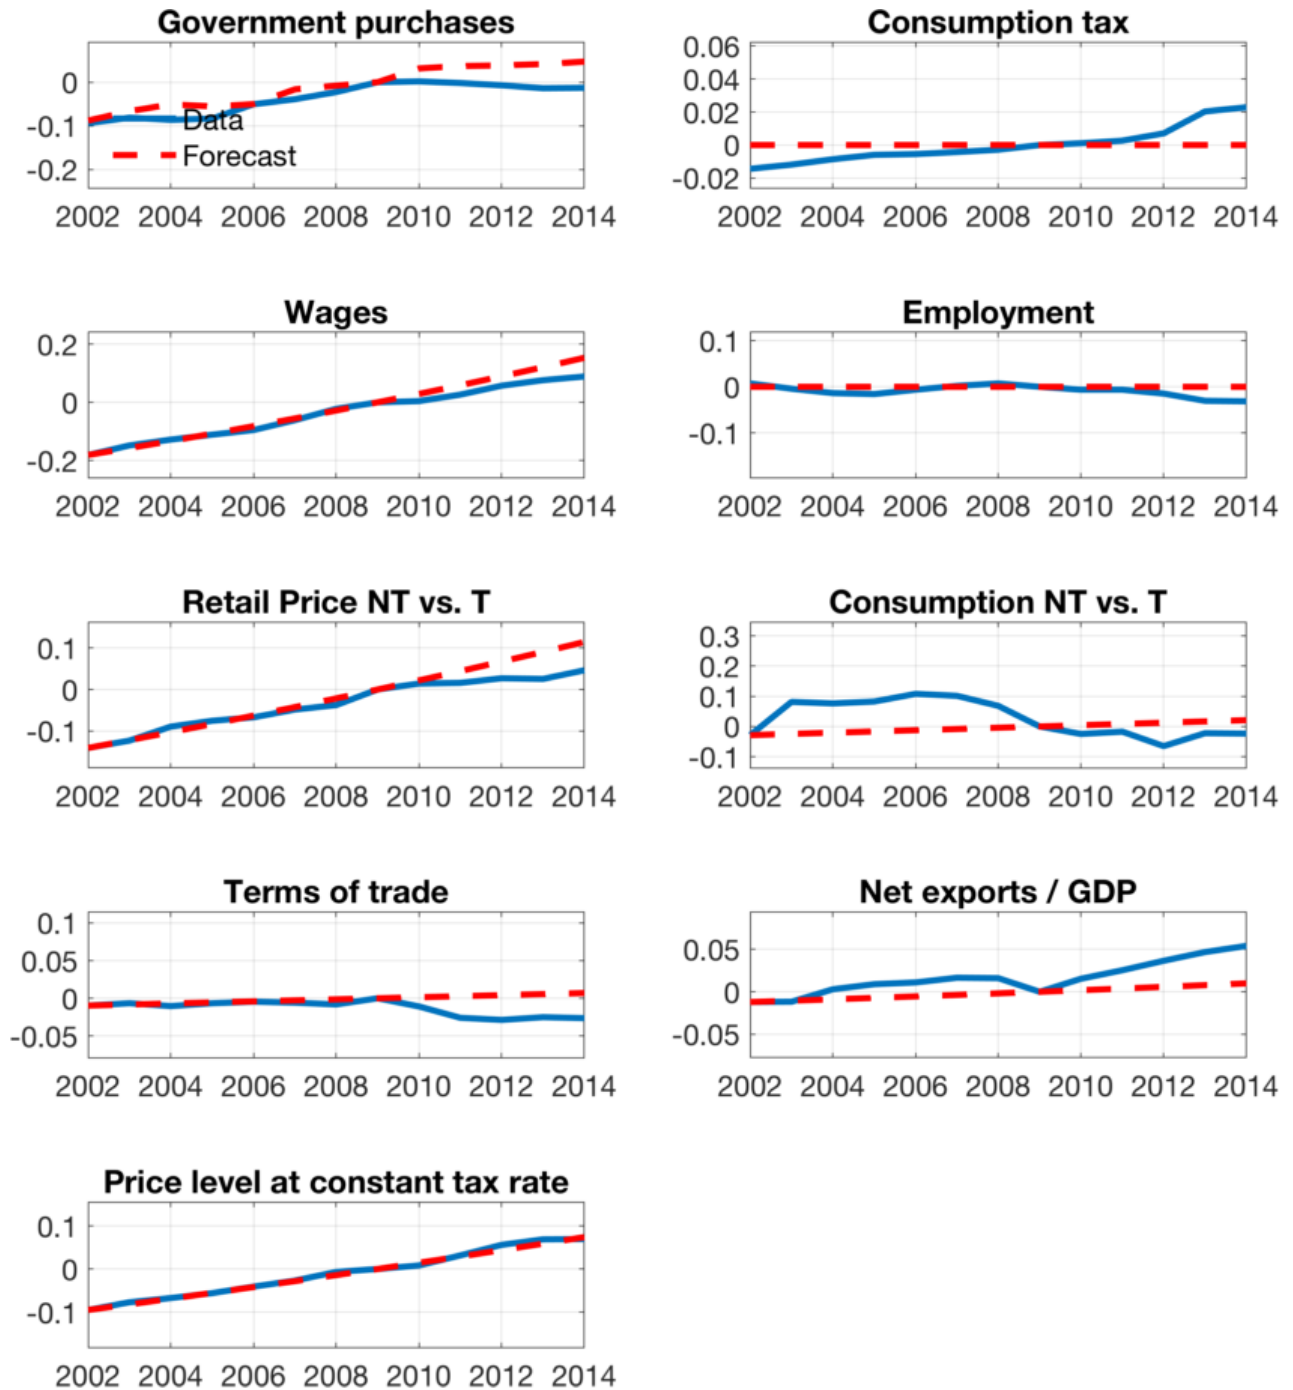 Government purchases
0
-0.1
-0.2
Data
Forecast
2002 2004 2006 2008 2010 2012 2014
Consumption tax
0.06
0.04
0.02
0
-0.02
2002 2004 2006 2008 2010 2012 2014
Wages
0.2
0
-0.2
2002 2004 2006 2008 2010 2012 2014
Employment
0.1
0
-0.1
2002 2004 2006 2008 2010 2012 2014
Retail Price NT vs. T
0.1
0
-0.1
2002 2004 2006 2008 2010 2012 2014
Consumption NT vs. T
0.3
0.2
0.1
0
-0.1
2002 2004 2006 2008 2010 2012 2014
Terms of trade
0.1
0.05
0
-0.05
2002 2004 2006 2008 2010 2012 2014
Net exports / GDP
0.05
0
-0.05
2002 2004 2006 2008 2010 2012 2014
Price level at constant tax rate
0.1
0
-0.1
2002 2004 2006 2008 2010 2012 2014